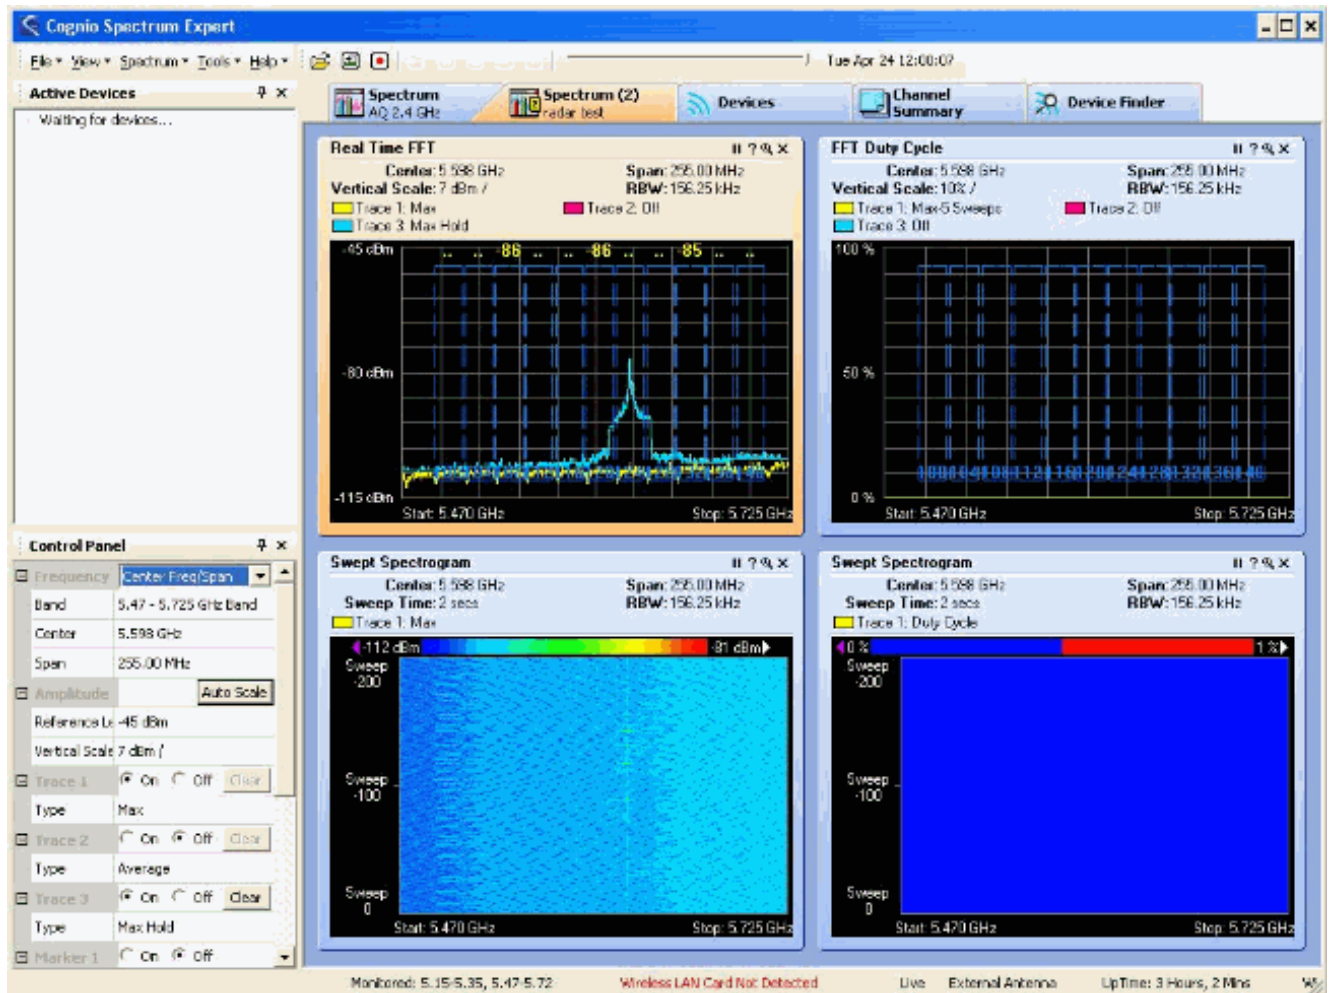 Cognio Spectrum Expert
File View Spectrum Tools Help
Tue Apr 24 12:00:07
Active Devices
Waiting for devices...
Spectrum
AQ 2.4 GHz
Spectrum (2)
radar test
Devices
Channel
Summary
Device Finder
Real Time FFT
Center: 5.598 GHz Span: 255.00 MHz
Vertical Scale: 7 dBm / RBW: 156.25 kHz
Trace 1: Max Trace 2: Off
Trace 3: Max Hold
-45 dBm
.. .. -86 .. .. -86 .. .. -85 .. ..
-80 dBm
-115 dBm
Start: 5.470 GHz Stop: 5.725 GHz
FFT Duty Cycle
Center: 5.598 GHz Span: 255.00 MHz
Vertical Scale: 10% / RBW: 156.25 kHz
Trace 1: Max-5 Sweeps Trace 2: Off
Trace 3: Off
100 %
50 %
100 104 108 112 116 120 124 128 132 136 140
0 %
Start: 5.470 GHz Stop: 5.725 GHz
Control Panel
Frequency Center Freq/Span
Band 5.47 - 5.725 GHz Band
Center 5.598 GHz
Span 255.00 MHz
Amplitude Auto Scale
Reference Le -45 dBm
Vertical Scale 7 dBm /
Trace 1 On Off Clear
Type Max
Trace 2 On Off Clear
Type Average
Trace 3 On Off Clear
Type Max Hold
Marker 1 On Off
Swept Spectrogram
Center: 5.598 GHz Span: 255.00 MHz
Sweep Time: 2 secs RBW: 156.25 kHz
Trace 1: Max
-112 dBm -81 dBm
Sweep
-200
Sweep
-100
Sweep
0
Start: 5.470 GHz Stop: 5.725 GHz
Swept Spectrogram
Center: 5.598 GHz Span: 255.00 MHz
Sweep Time: 2 secs RBW: 156.25 kHz
Trace 1: Duty Cycle
0 % 1 %
Sweep
-200
Sweep
-100
Sweep
0
Start: 5.470 GHz Stop: 5.725 GHz
Monitored: 5.15-5.35, 5.47-5.72 Wireless LAN Card Not Detected Live External Antenna UpTime: 3 Hours, 2 Mins